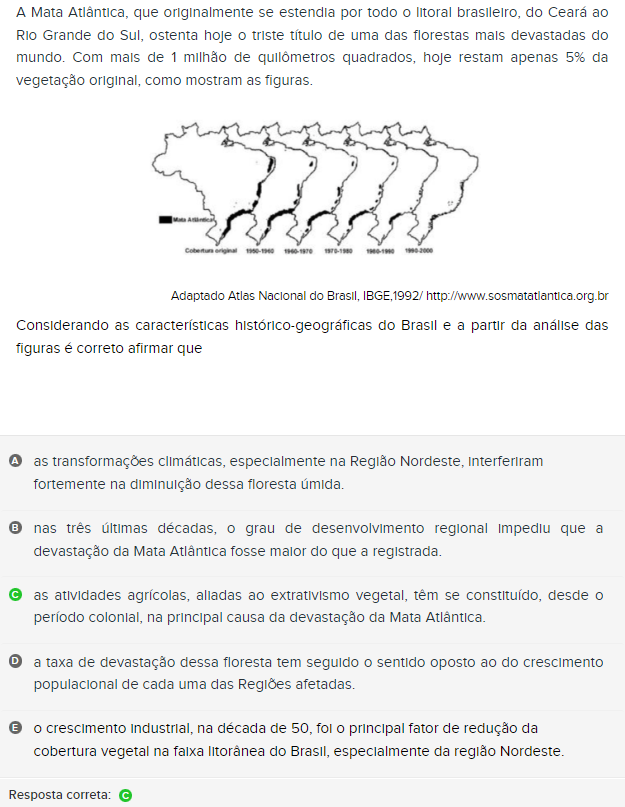 A Mata Atlântica, que originalmente se estendia por todo o litoral brasileiro, do Ceará ao
Rio Grande do Sul, ostenta hoje o triste título de uma das florestas mais devastadas do
mundo. Com mais de 1 milhão de quilômetros quadrados, hoje restam apenas 5% da
vegetação original, como mostram as figuras.
Mata Atlântica
Cobertura original 1950-1960 1960-1970 1970-1980 1980-1990 1990-2000
Adaptado Atlas Nacional do Brasil, IBGE,1992/ http://www.sosmatatlantica.org.br
Considerando as características histórico-geográficas do Brasil e a partir da análise das
figuras é correto afirmar que
A as transformações climáticas, especialmente na Região Nordeste, interferiram
fortemente na diminuição dessa floresta úmida.
B nas três últimas décadas, o grau de desenvolvimento regional impediu que a
devastação da Mata Atlântica fosse maior do que a registrada.
C as atividades agrícolas, aliadas ao extrativismo vegetal, têm se constituído, desde o
período colonial, na principal causa da devastação da Mata Atlântica.
D a taxa de devastação dessa floresta tem seguido o sentido oposto ao do crescimento
populacional de cada uma das Regiões afetadas.
E o crescimento industrial, na década de 50, foi o principal fator de redução da
cobertura vegetal na faixa litorânea do Brasil, especialmente da região Nordeste.
Resposta correta: C